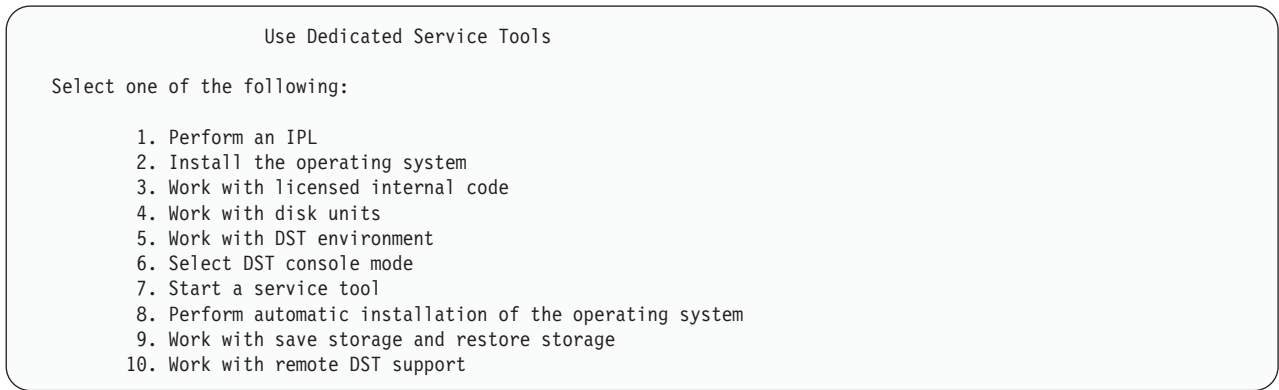 Use Dedicated Service Tools
Select one of the following:
1. Perform an IPL
2. Install the operating system
3. Work with licensed internal code
4. Work with disk units
5. Work with DST environment
6. Select DST console mode
7. Start a service tool
8. Perform automatic installation of the operating system
9. Work with save storage and restore storage
10. Work with remote DST support